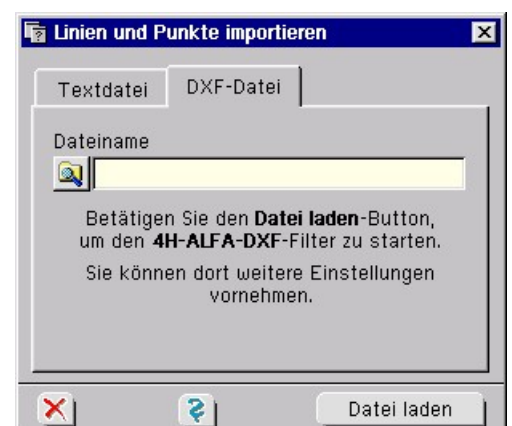 Linien und Punkte importieren
Textdatei DXF-Datei
Dateiname
Betätigen Sie den Datei laden-Button,
um den 4H-ALFA-DXF-Filter zu starten.
Sie können dort weitere Einstellungen
vornehmen.
Datei laden